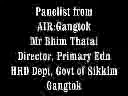 Panelist from
AIR:Gangtok
Mr Bhim Thatal
Director, Primary Edn
HRD Dept, Govt of Sikkim
Gangtok